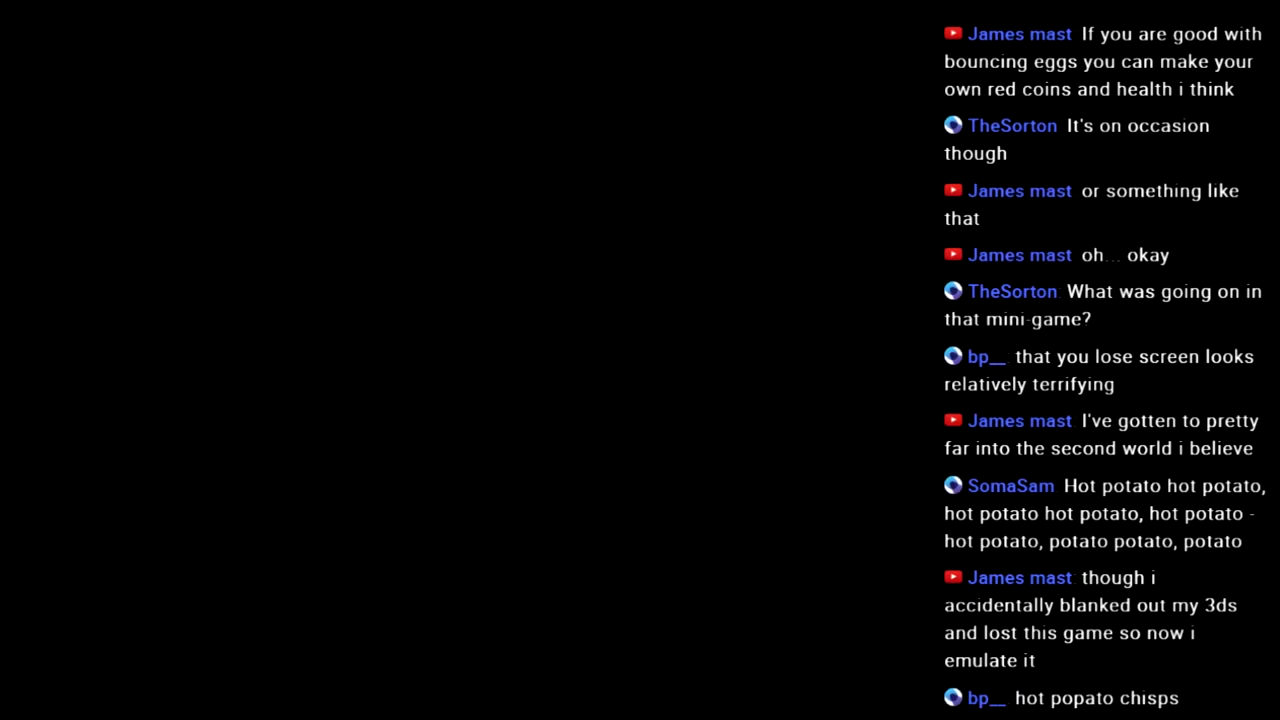 James mast If you are good with
bouncing eggs you can make your
own red coins and health i think
TheSorton It's on occasion
though
James mast or something like
that
James mast oh... okay
TheSorton: What was going on in
that mini-game?
bp__ that you lose screen looks
relatively terrifying
James mast I've gotten to pretty
far into the second world i believe
SomaSam Hot potato hot potato,
hot potato hot potato, hot potato -
hot potato, potato potato, potato
James mast: though i
accidentally blanked out my 3ds
and lost this game so now i
emulate it
bp__ hot popato chisps